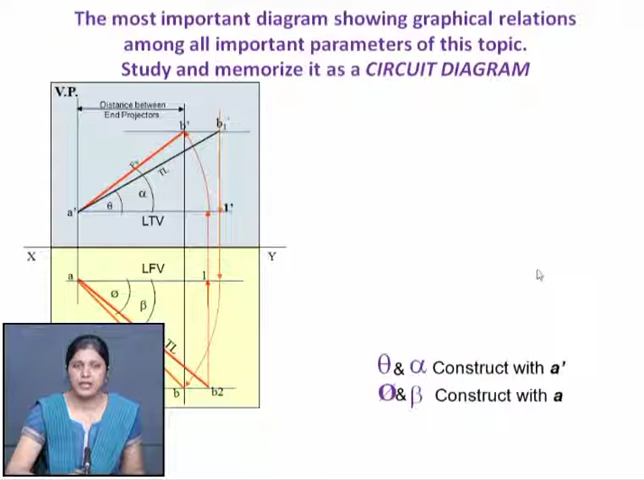 The most important diagram showing graphical relations
among all important parameters of this topic.
Study and memorize it as a CIRCUIT DIAGRAM
V.P.
Distance between
End Projectors
b'
b1'
Fv
TL
α
θ
a'
1'
LTV
X
Y
LFV
a
1
Ø
β
TL
b
b2
θ & α Construct with a'
Ø& β Construct with a